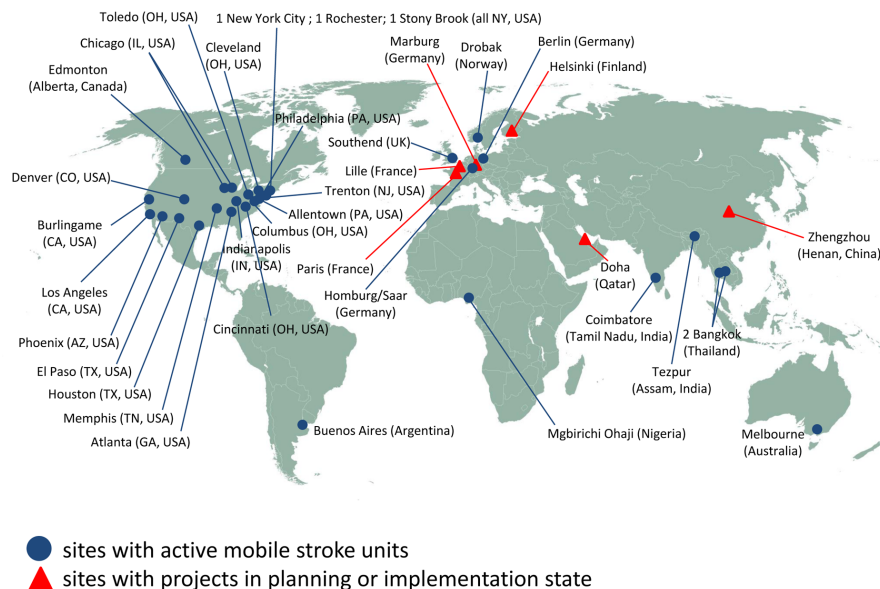 Toledo (OH, USA)
1 New York City ; 1 Rochester; 1 Stony Brook (all NY, USA)
Chicago (IL, USA)
Cleveland
(OH, USA)
Marburg
(Germany)
Drobak
(Norway)
Berlin (Germany)
Helsinki (Finland)
Edmonton
(Alberta, Canada)
Philadelphia (PA, USA)
Southend (UK)
Denver (CO, USA)
Lille (France)
Trenton (NJ, USA)
Allentown (PA, USA)
Columbus (OH, USA)
Burlingame
(CA, USA)
Indianapolis
(IN, USA)
Paris (France)
Zhengzhou
(Henan, China)
Doha
(Qatar)
Homburg/Saar
(Germany)
Los Angeles
(CA, USA)
Cincinnati (OH, USA)
Coimbatore
(Tamil Nadu, India)
2 Bangkok
(Thailand)
Phoenix (AZ, USA)
El Paso (TX, USA)
Tezpur
(Assam, India)
Houston (TX, USA)
Memphis (TN, USA)
Atlanta (GA, USA)
Buenos Aires (Argentina)
Mgbirichi Ohaji (Nigeria)
Melbourne
(Australia)
sites with active mobile stroke units
sites with projects in planning or implementation state